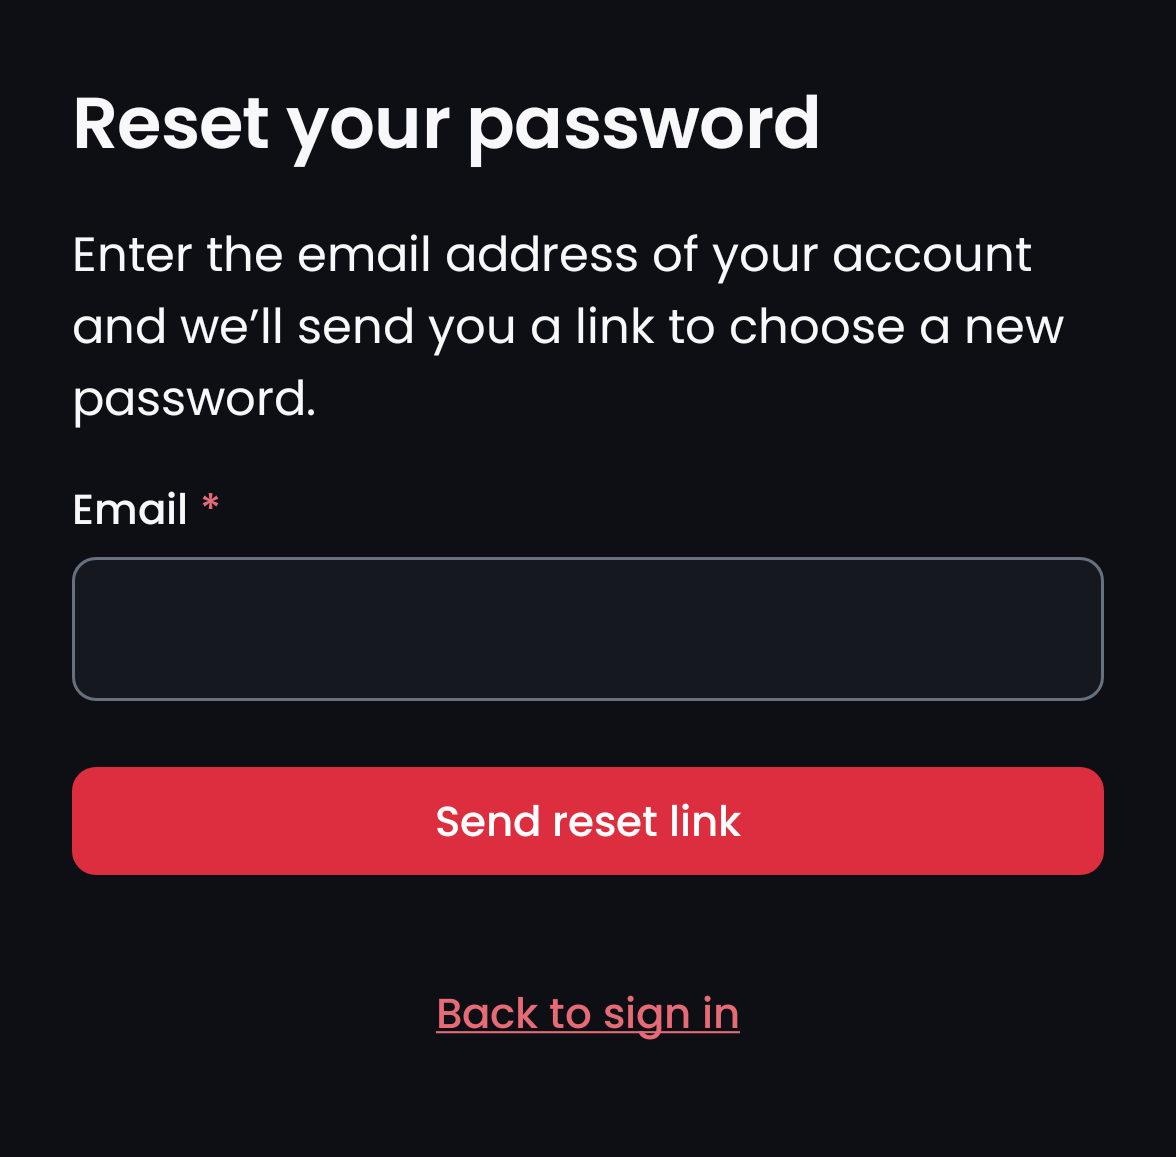 Reset your password
Enter the email address of your account
and we’ll send you a link to choose a new
password.
Email *
Send reset link
Back to sign in